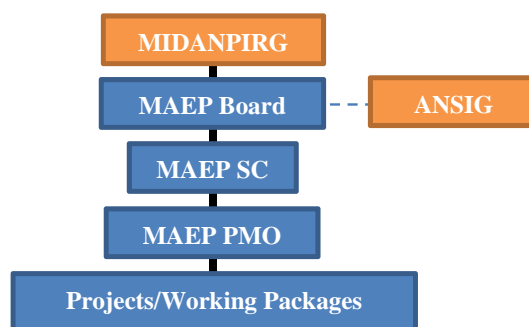 MIDANPIRG
MAEP Board
ANSIG
MAEP SC
MAEP PMO
Projects/Working Packages